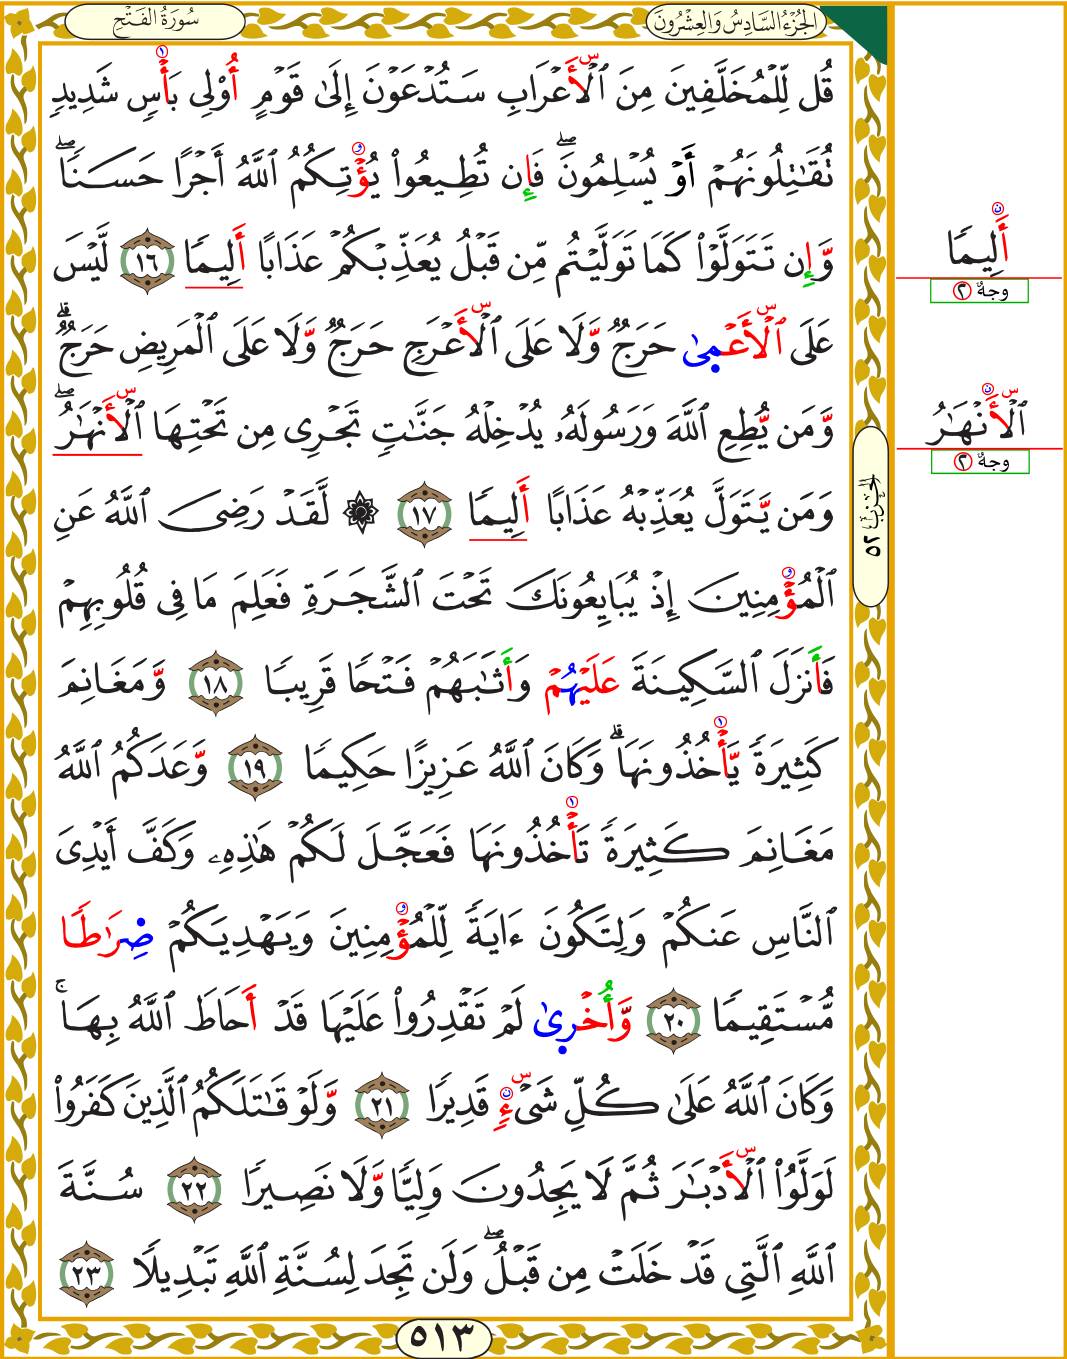 الجُزْءُ السَّادِسُ وَالعِشْرُونَ
سُورَةُ الفَتْحِ
قُل لِّلْمُخَلَّفِينَ مِنَ ٱلْأَعْرَابِ سَتُدْعَوْنَ إِلَىٰ قَوْمٍ أُوْلِى بَأْسٍ شَدِيدٍ
تُقَٰتِلُونَهُمْ أَوْ يُسْلِمُونَۖ فَإِن تُطِيعُوا۟ يُؤْتِكُمُ ٱللَّهُ أَجْرًا حَسَنًاۖ
وَّإِن تَتَوَلَّوْا۟ كَمَا تَوَلَّيْتُم مِّن قَبْلُ يُعَذِّبْكُمْ عَذَابًا أَلِيمًا ١٦ لَّيْسَ
عَلَى ٱلْأَعْمِىٰ حَرَجٌ وَّلَا عَلَى ٱلْأَعْرَجِ حَرَجٌ وَّلَا عَلَى ٱلْمَرِيضِ حَرَجٌۗ
وَّمَن يُّطِعِ ٱللَّهَ وَرَسُولَهُۥ يُدْخِلْهُ جَنَّٰتٍ تَجْرِى مِن تَحْتِهَا ٱلْأَنْهَٰرُۖ
وَمَن يَّتَوَلَّ يُعَذِّبْهُ عَذَابًا أَلِيمًا ١٧ ۞ لَّقَدْ رَضِىَ ٱللَّهُ عَنِ
ٱلْمُؤْمِنِينَ إِذْ يُبَايِعُونَكَ تَحْتَ ٱلشَّجَرَةِ فَعَلِمَ مَا فِى قُلُوبِهِمْ
فَأَنزَلَ ٱلسَّكِينَةَ عَلَيْهُمْ وَأَثَٰبَهُمْ فَتْحًا قَرِيبًا ١٨ وَّمَغَانِمَ
كَثِيرَةً يَّأْخُذُونَهَاۗ وَكَانَ ٱللَّهُ عَزِيزًا حَكِيمًا ١٩ وَّعَدَكُمُ ٱللَّهُ
مَغَانِمَ كَثِيرَةً تَأْخُذُونَهَا فَعَجَّلَ لَكُمْ هَٰذِهِۦ وَكَفَّ أَيْدِىَ
ٱلنَّاسِ عَنكُمْ وَلِتَكُونَ ءَايَةً لِّلْمُؤْمِنِينَ وَيَهْدِيَكُمْ صِرَٰطًا
مُّسْتَقِيمًا ٢٠ وَّأُخْرِىٰ لَمْ تَقْدِرُوا۟ عَلَيْهَا قَدْ أَحَاطَ ٱللَّهُ بِهَاۚ
وَكَانَ ٱللَّهُ عَلَىٰ كُلِّ شَىْءٍ قَدِيرًا ٢١ وَّلَوْ قَٰتَلَكُمُ ٱلَّذِينَ كَفَرُوا۟
لَوَلَّوُا۟ ٱلْأَدْبَٰرَ ثُمَّ لَا يَجِدُونَ وَلِيًّا وَّلَا نَصِيرًا ٢٢ سُنَّةَ
ٱللَّهِ ٱلَّتِى قَدْ خَلَتْ مِن قَبْلُۖ وَلَن تَجِدَ لِسُنَّةِ ٱللَّهِ تَبْدِيلًا ٢٣
أَلِيمًا
وجهٌ ٢
ٱلْأَنْهَٰرُ
وجهٌ ٢
الحِزْبُ ٥٢
٥١٣